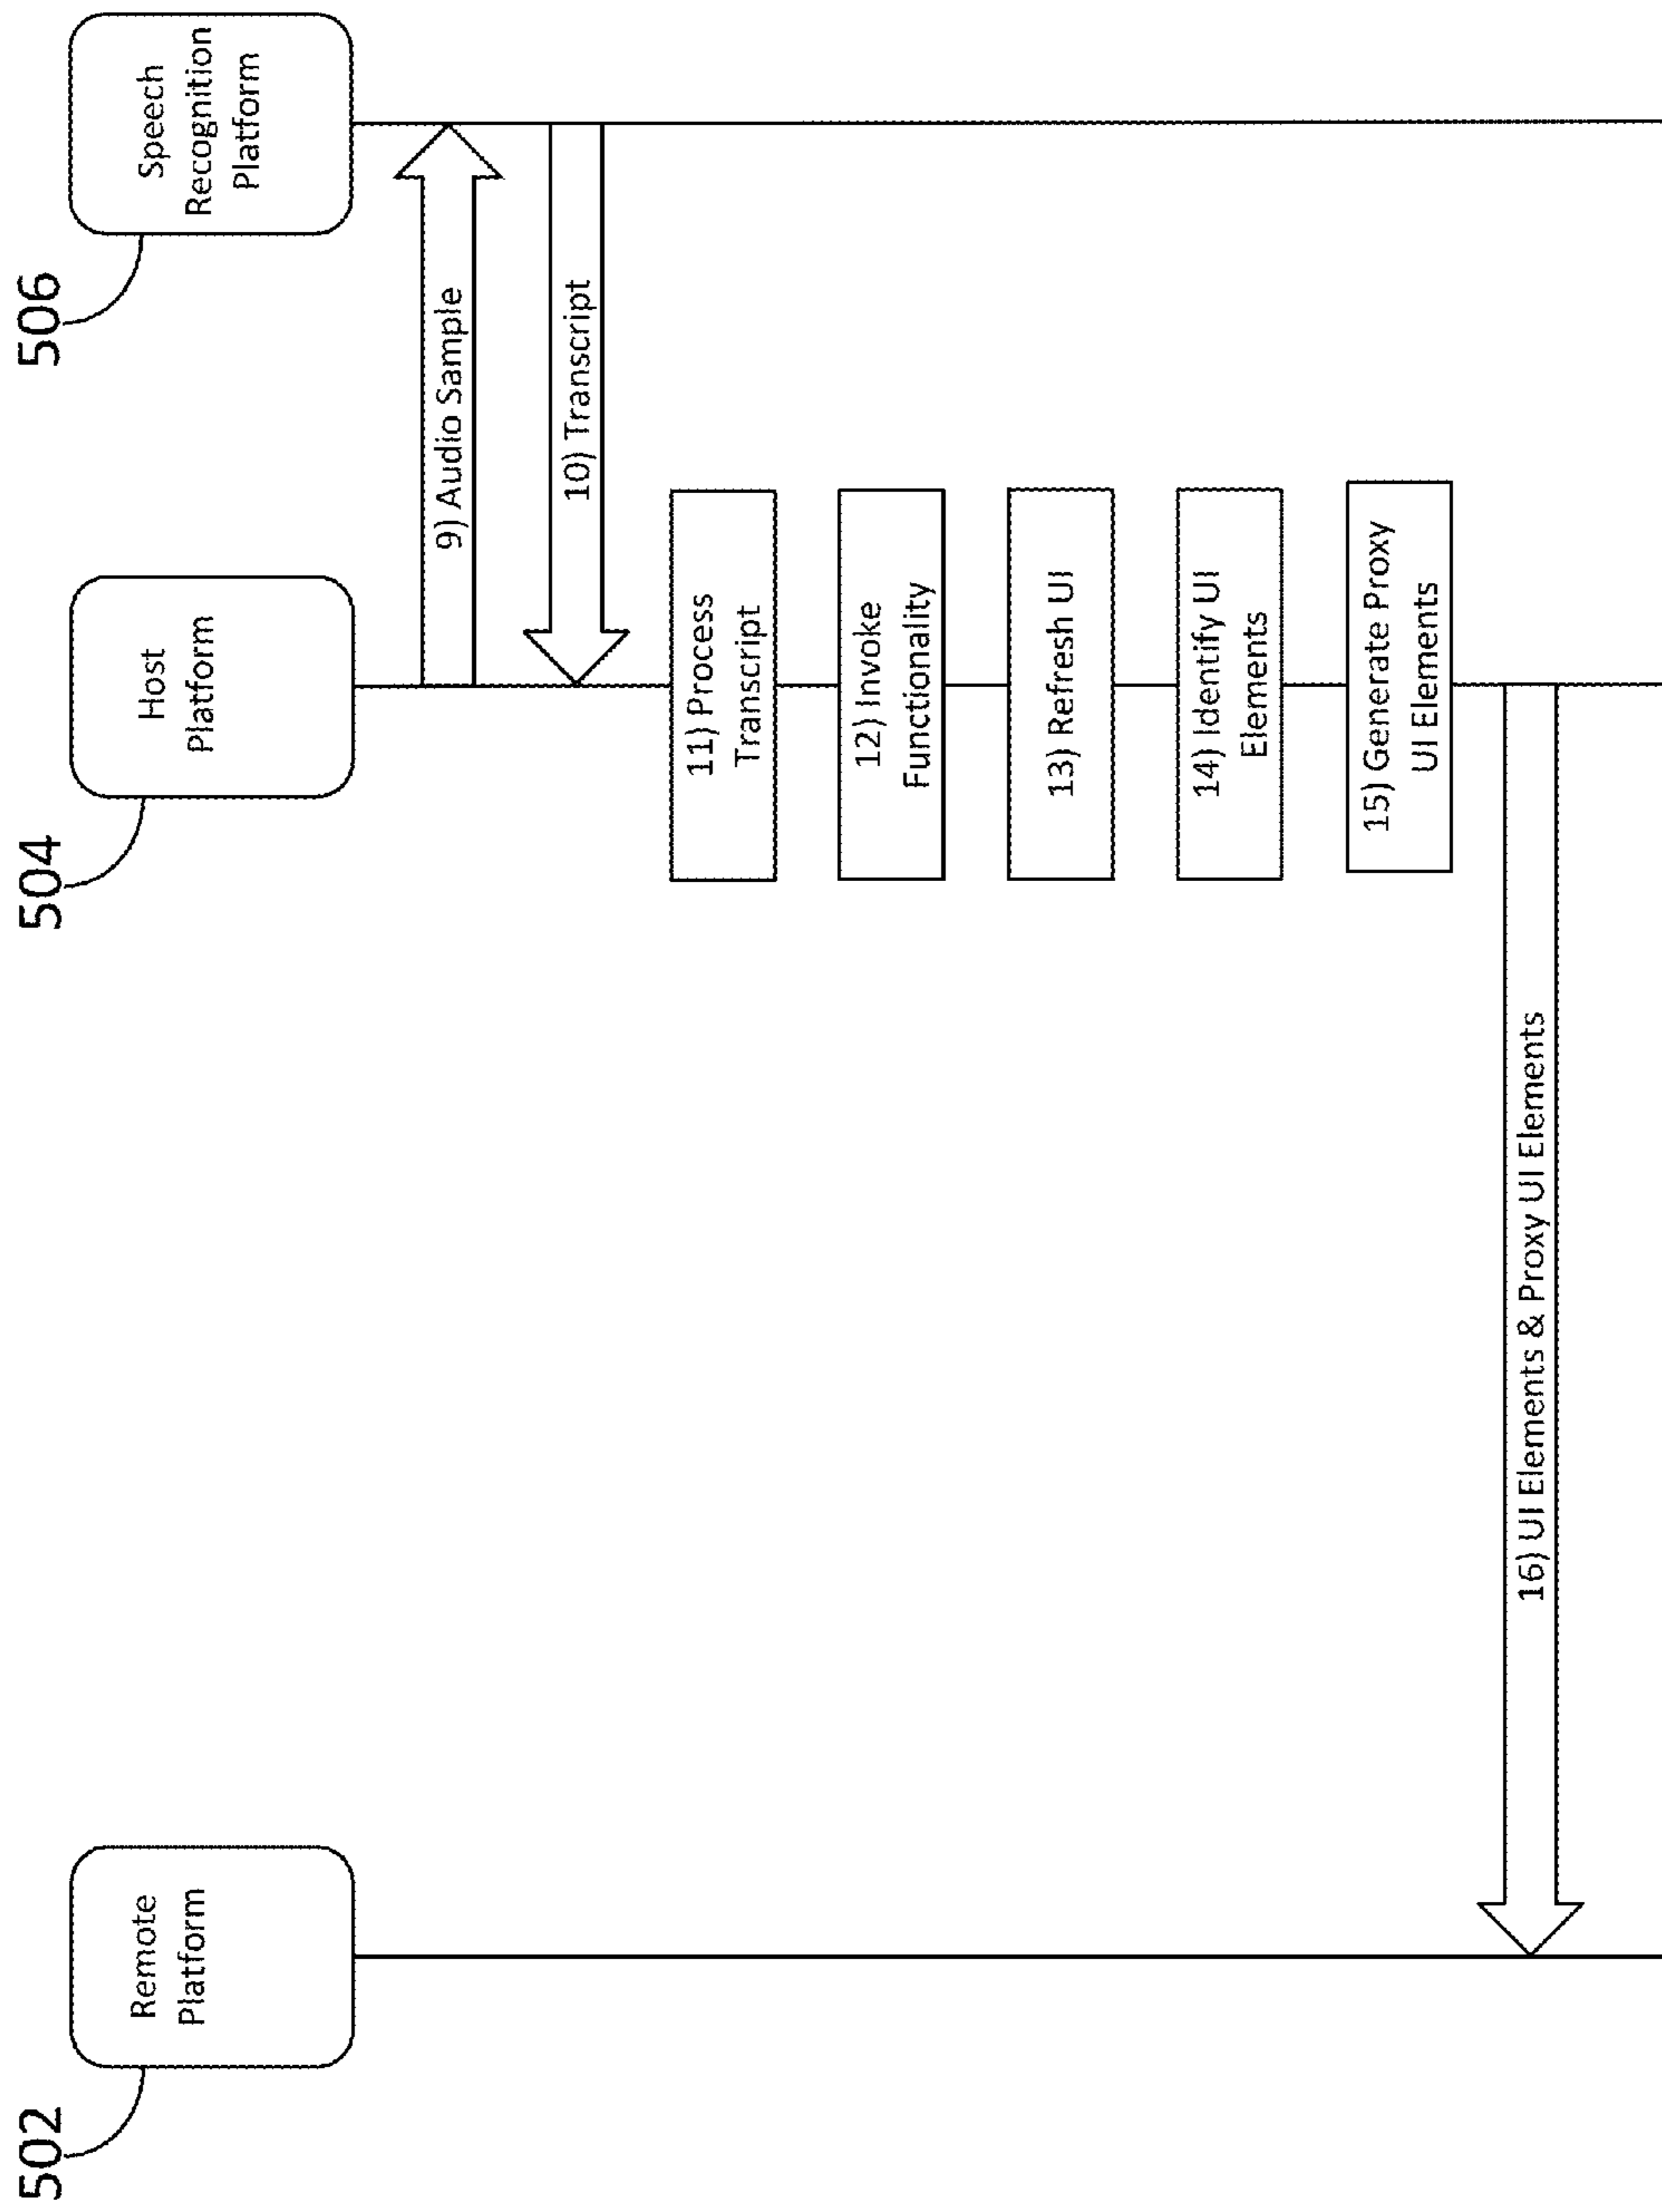 502
Remote
Platform
504
Host
Platform
506
Speech
Recognition
Platform
9) Audio Sample
10) Transcript
11) Process
Transcript
12) Invoke
Functionality
13) Refresh UI
14) Identify UI
Elements
15) Generate Proxy
UI Elements
16) UI Elements & Proxy UI Elements